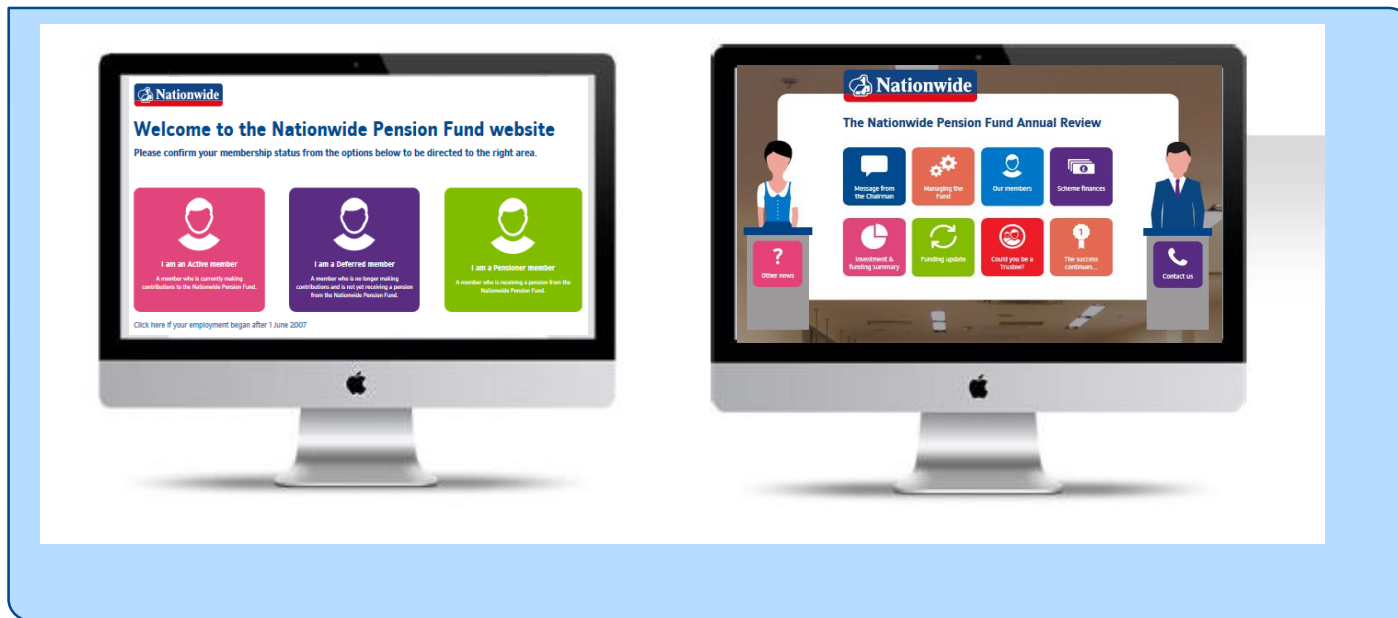 Nationwide
Welcome to the Nationwide Pension Fund website
Please confirm your membership status from the options below to be directed to the right area.
I am an Active member
A member who is currently making
contributions to the Nationwide Pension Fund.
I am a Deferred member
A member who is no longer making
contributions and is not yet receiving a pension
from the Nationwide Pension Fund.
I am a Pensioner member
A member who is receiving a pension from the
Nationwide Pension Fund.
Click here if your employment began after 1 June 2007
Nationwide
The Nationwide Pension Fund Annual Review
Message from
the Chairman
Managing the
Fund
Our members
£
Scheme finances
Investment &
funding summary
Funding update
Could you be a
Trustee?
1
The success
continues...
?
Other news
Contact us